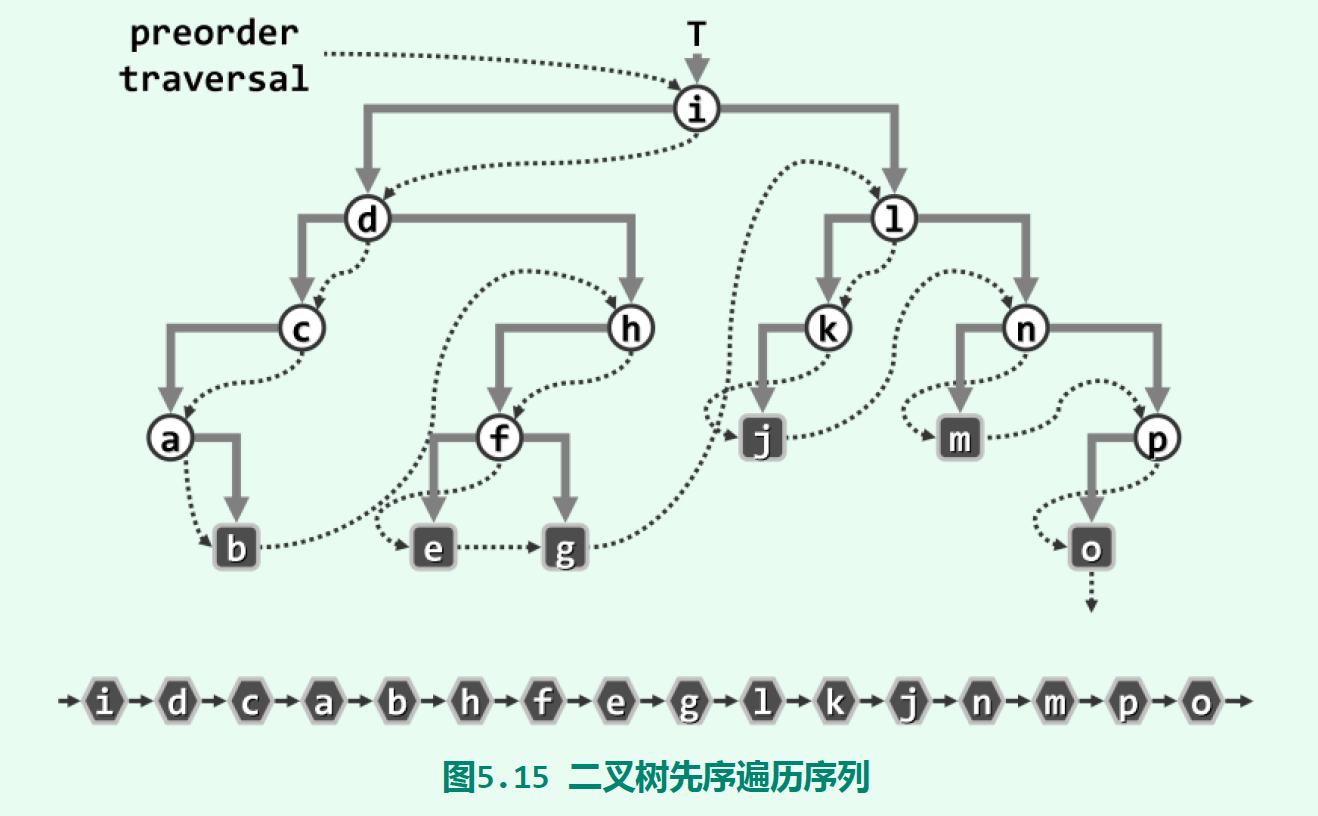 preorder
traversal
T
i
d
l
c
h
k
n
a
f
j
m
p
b
e
g
o
i d c a b h f e g l k j n m p o
图5.15 二叉树先序遍历序列